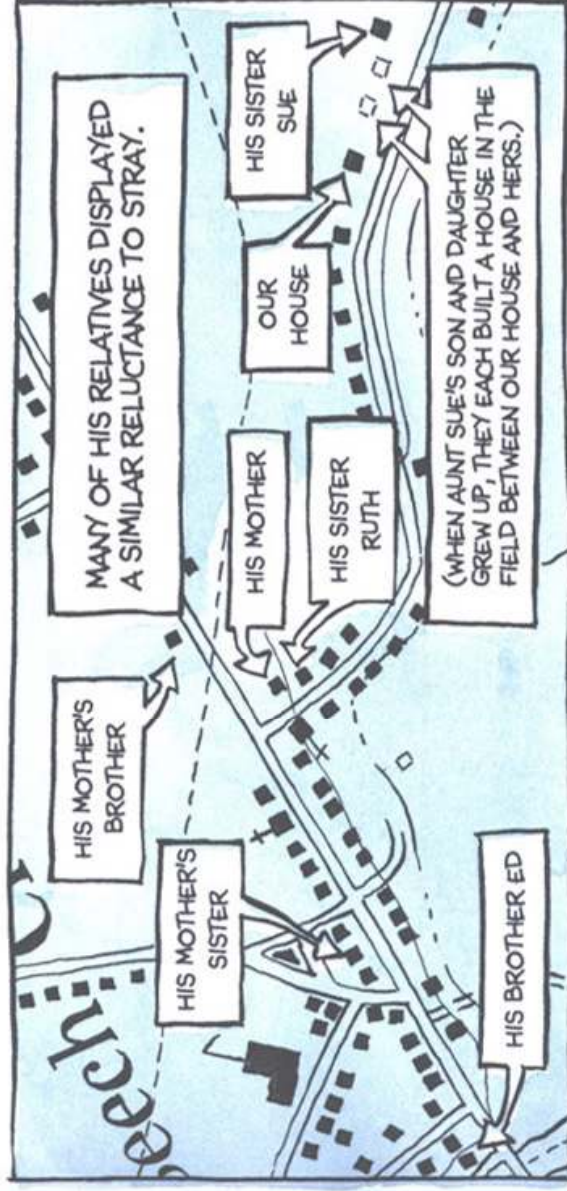 MANY OF HIS RELATIVES DISPLAYED
A SIMILAR RELUCTANCE TO STRAY.
eech
HIS MOTHER'S
BROTHER
HIS MOTHER'S
SISTER
HIS MOTHER
HIS SISTER
RUTH
OUR
HOUSE
HIS SISTER
SUE
HIS BROTHER ED
(WHEN AUNT SUE'S SON AND DAUGHTER
GREW UP, THEY EACH BUILT A HOUSE IN THE
FIELD BETWEEN OUR HOUSE AND HERS.)